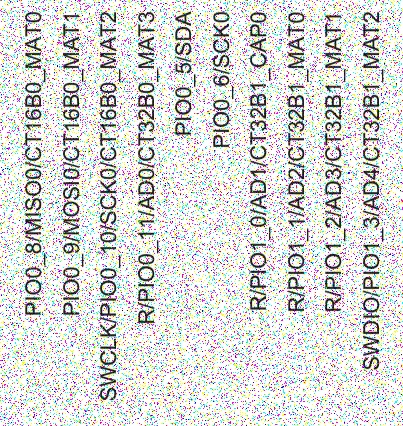 PIO0_8/MISO0/CT16B0_MAT0
PIO0_9/MOSI0/CT16B0_MAT1
SWCLK/PIO0_10/SCK0/CT16B0_MAT2
R/PIO0_11/AD0/CT32B0_MAT3
PIO0_5/SDA
PIO0_6/SCK0
R/PIO1_0/AD1/CT32B1_CAP0
R/PIO1_1/AD2/CT32B1_MAT0
R/PIO1_2/AD3/CT32B1_MAT1
SWDIO/PIO1_3/AD4/CT32B1_MAT2